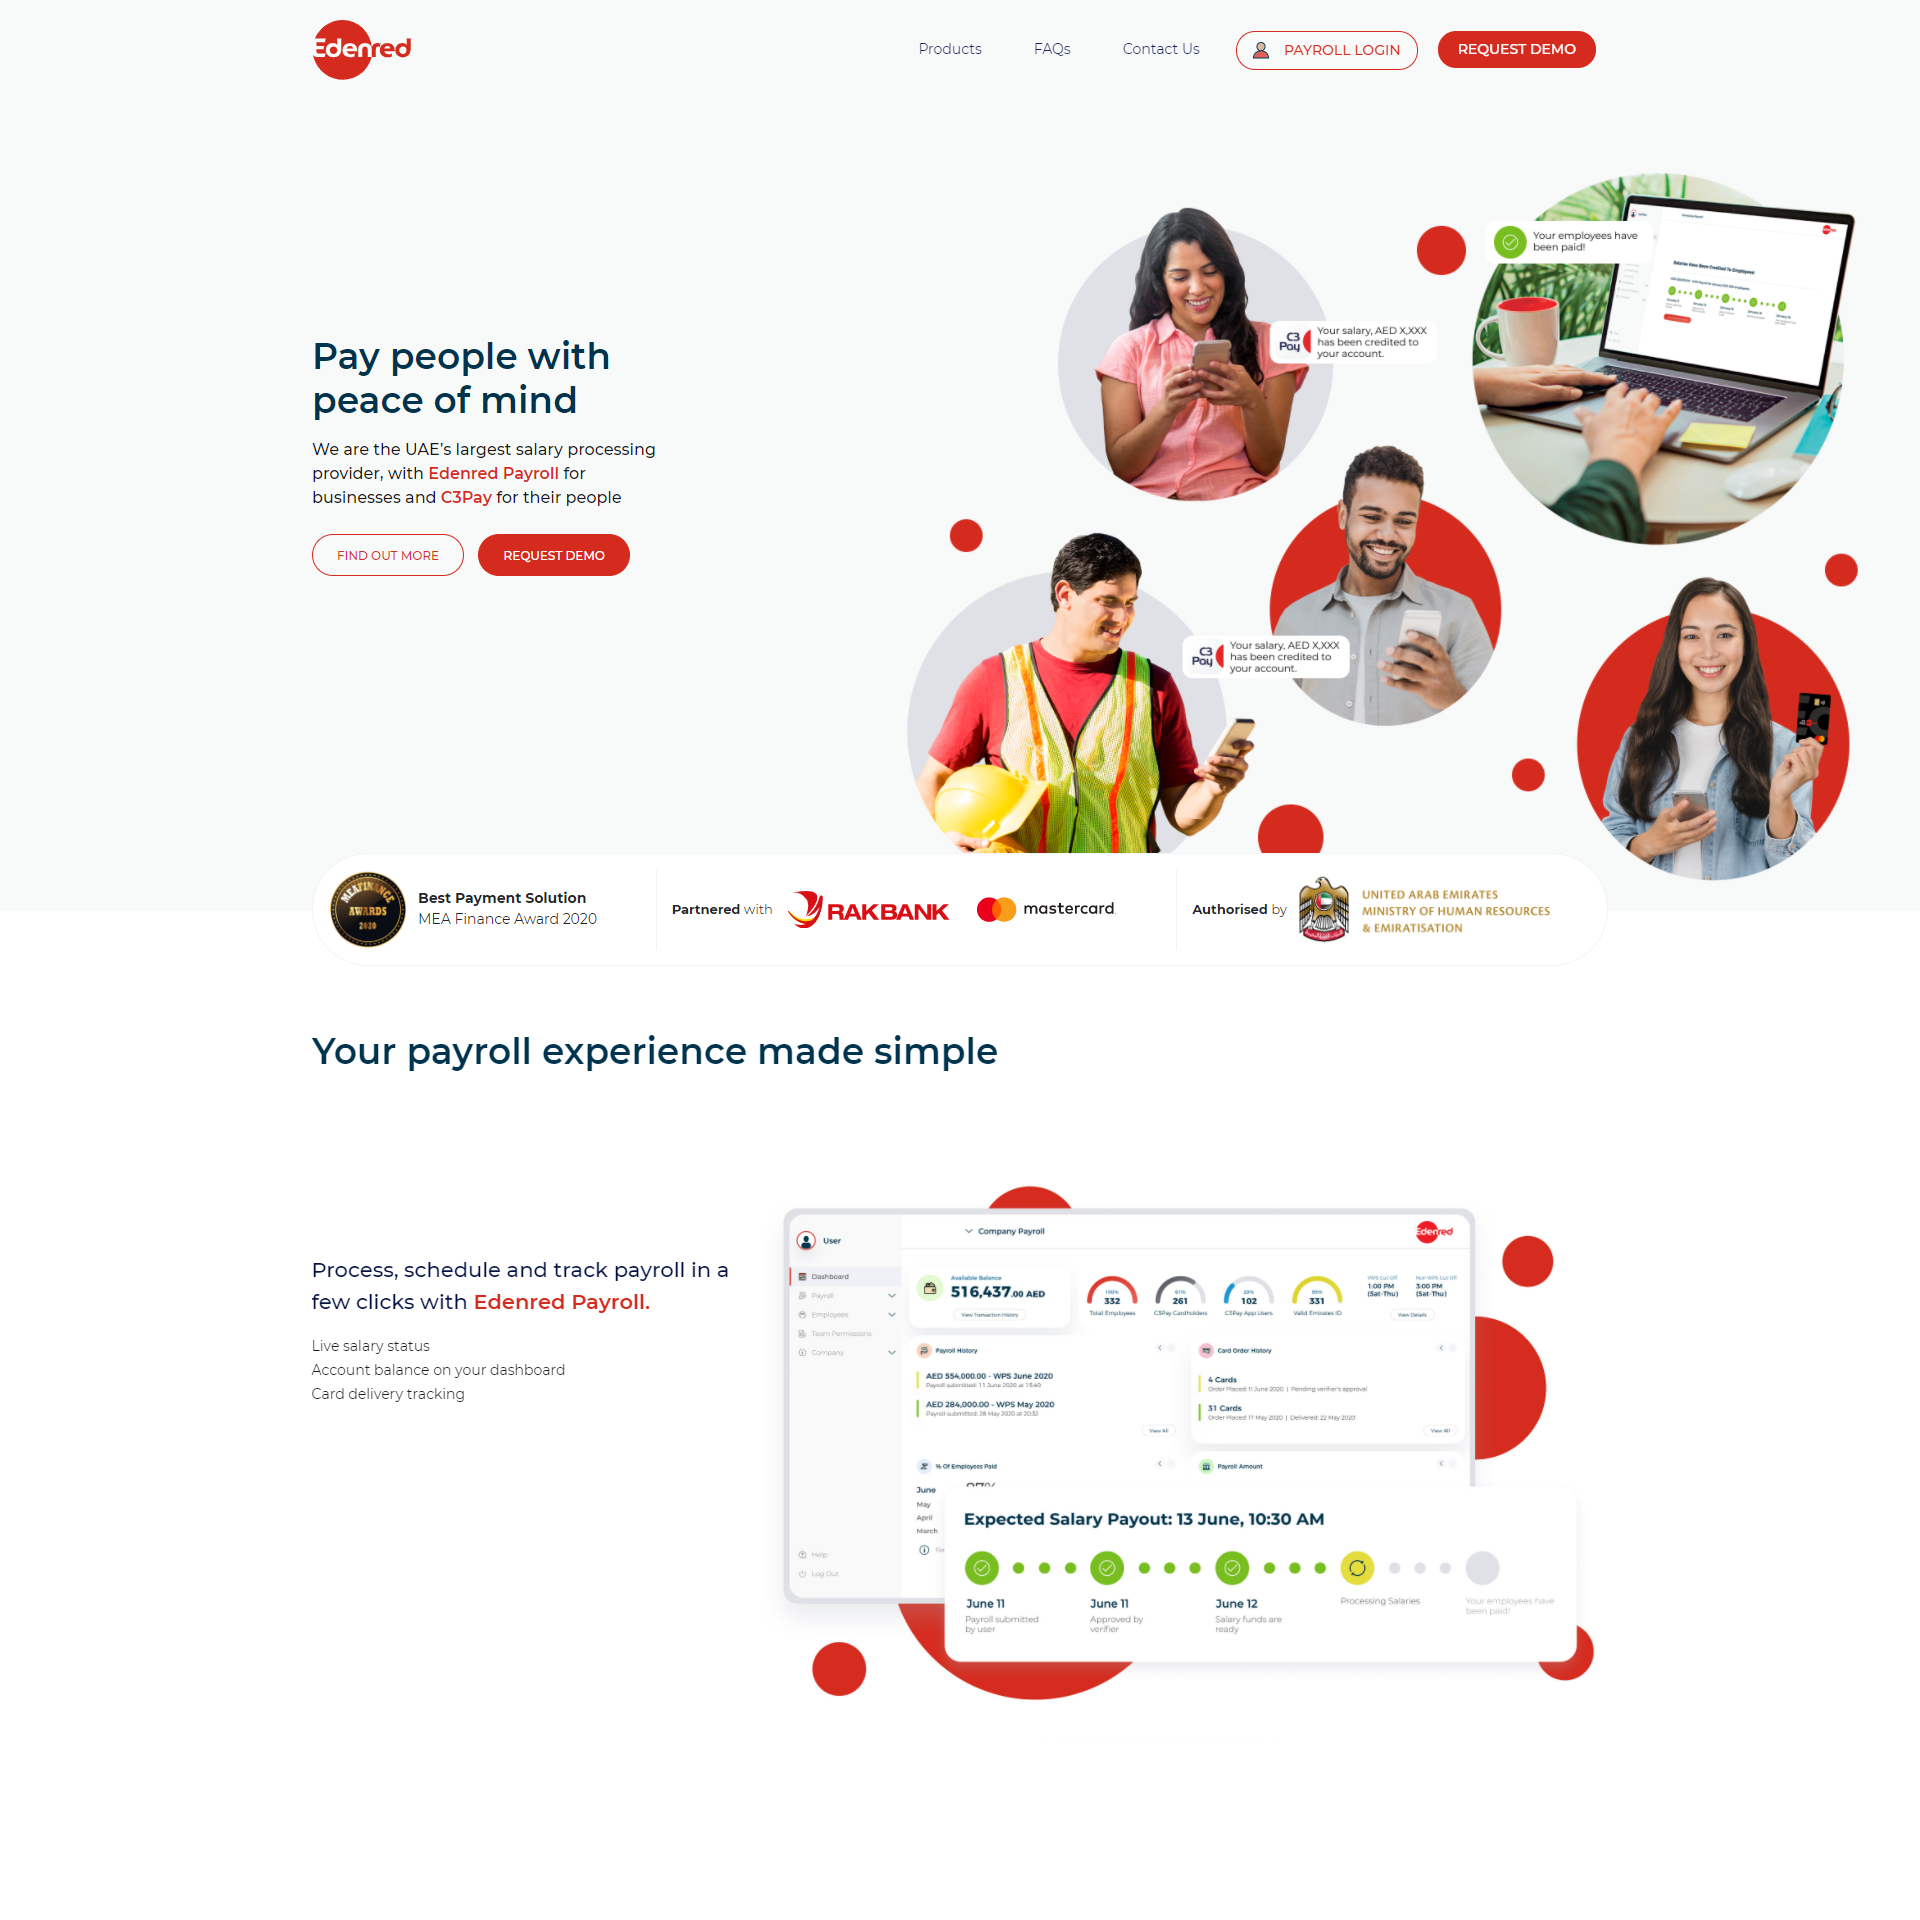 Edenred
Products
FAQs
Contact Us
PAYROLL LOGIN
REQUEST DEMO
Pay people with
peace of mind
We are the UAE's largest salary processing
provider, with Edenred Payroll for
businesses and C3Pay for their people
FIND OUT MORE
REQUEST DEMO
Your employees have
been paid!
C3
Pay
Your salary, AED X,XXX
has been credited to
your account.
C3
Pay
Your salary, AED X,XXX
has been credited to
your account.
MEA FINANCE
AWARDS
2020
Best Payment Solution
MEA Finance Award 2020
Partnered with
RAKBANK
mastercard
Authorised by
UNITED ARAB EMIRATES
MINISTRY OF HUMAN RESOURCES
& EMIRATISATION
Your payroll experience made simple
Process, schedule and track payroll in a
few clicks with Edenred Payroll.
Live salary status
Account balance on your dashboard
Card delivery tracking
User
Company Payroll
Edenred
Dashboard
Payroll
Employees
Team Permissions
Company
Help
Log Out
Available Balance
516,437.00 AED
View Transaction History
100%
332
Total Employees
261
C3Pay Cardholders
102
C3Pay App Users
331
Valid Emirates ID
WPS Cut Off
1:00 PM
(Sat-Thu)
Non WPS Cut Off
3:00 PM
(Sat-Thu)
View Details
Payroll History
AED 554,000.00 - WPS June 2020
Payroll submitted: 11 June 2020 at 15:40
AED 284,000.00 - WPS May 2020
Payroll submitted: 28 May 2020 at 20:32
View All
Card Order History
4 Cards
Order Placed: 11 June 2020 | Pending verifier's approval
31 Cards
Order Placed: 17 May 2020 | Delivered: 22 May 2020
View All
% Of Employees Paid
June
May
April
March
Payroll Amount
Expected Salary Payout: 13 June, 10:30 AM
June 11
Payroll submitted
by user
June 11
Approved by
verifier
June 12
Salary funds are
ready
Processing Salaries
Your employees have
been paid!